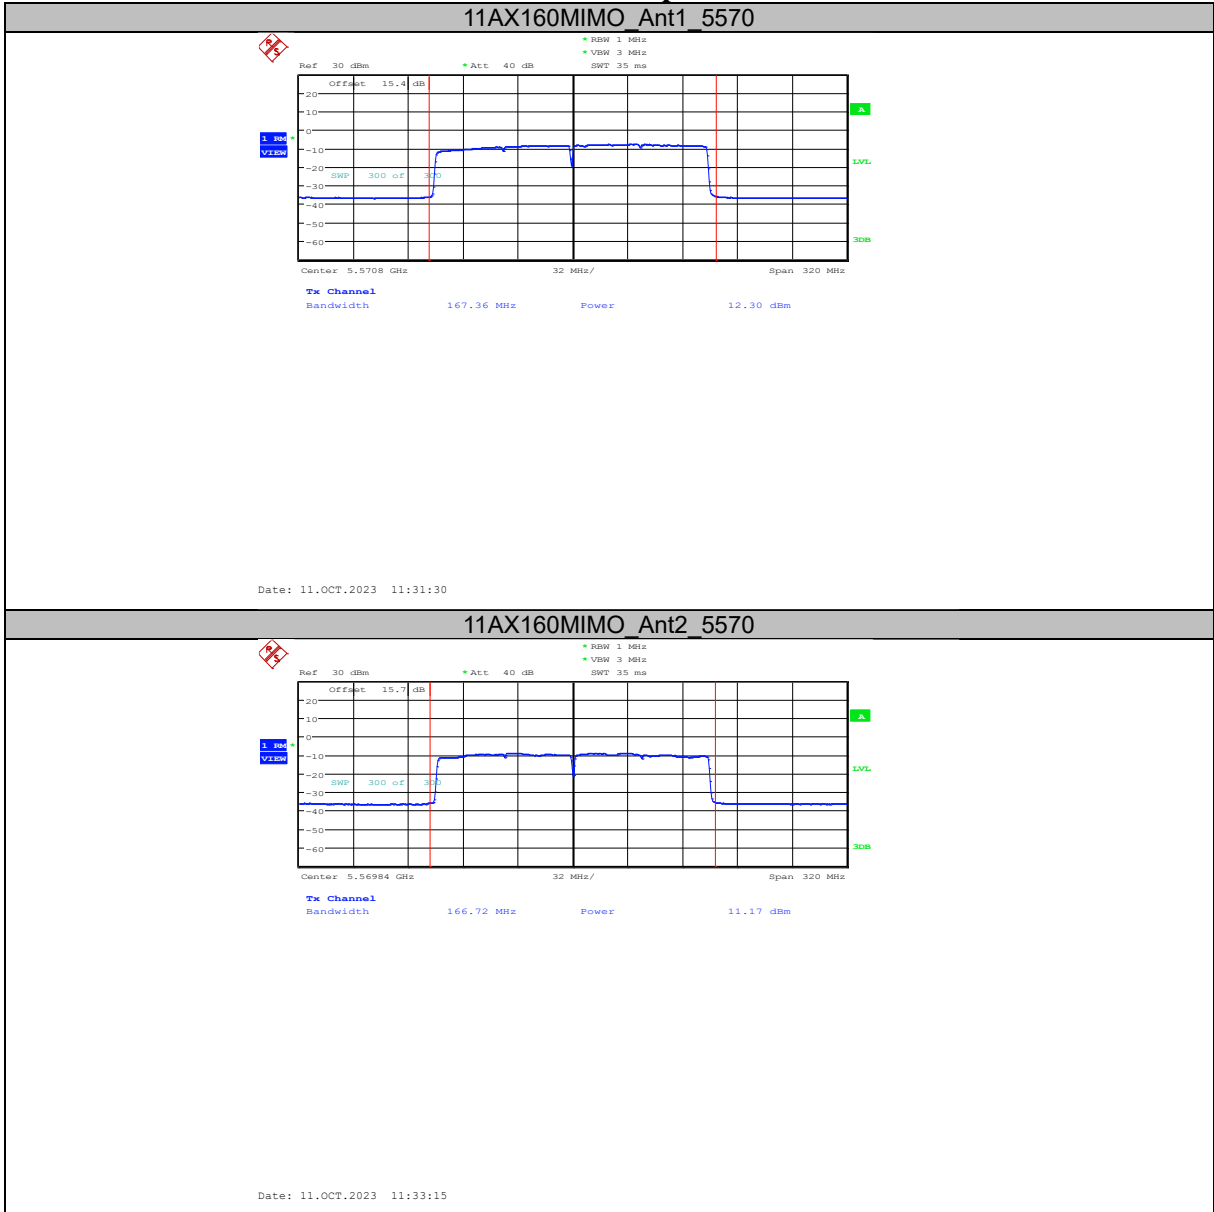 11AX160MIMO_Ant1_5570
R S
* RBW 1 MHz
* VBW 3 MHz
Ref 30 dBm * Att 40 dB SWT 35 ms
Offset 15.4 dB
20
10
A
0
1 RM *
VIEW
-10
LVL
-20
SWP 300 of 300
-30
-40
-50
-60
3DB
Center 5.5708 GHz 32 MHz/ Span 320 MHz
Tx Channel
Bandwidth 167.36 MHz Power 12.30 dBm
Date: 11.OCT.2023 11:31:30
11AX160MIMO_Ant2_5570
R S
* RBW 1 MHz
* VBW 3 MHz
Ref 30 dBm * Att 40 dB SWT 35 ms
Offset 15.7 dB
20
10
A
0
1 RM *
VIEW
-10
LVL
-20
SWP 300 of 300
-30
-40
-50
-60
3DB
Center 5.56984 GHz 32 MHz/ Span 320 MHz
Tx Channel
Bandwidth 166.72 MHz Power 11.17 dBm
Date: 11.OCT.2023 11:33:15